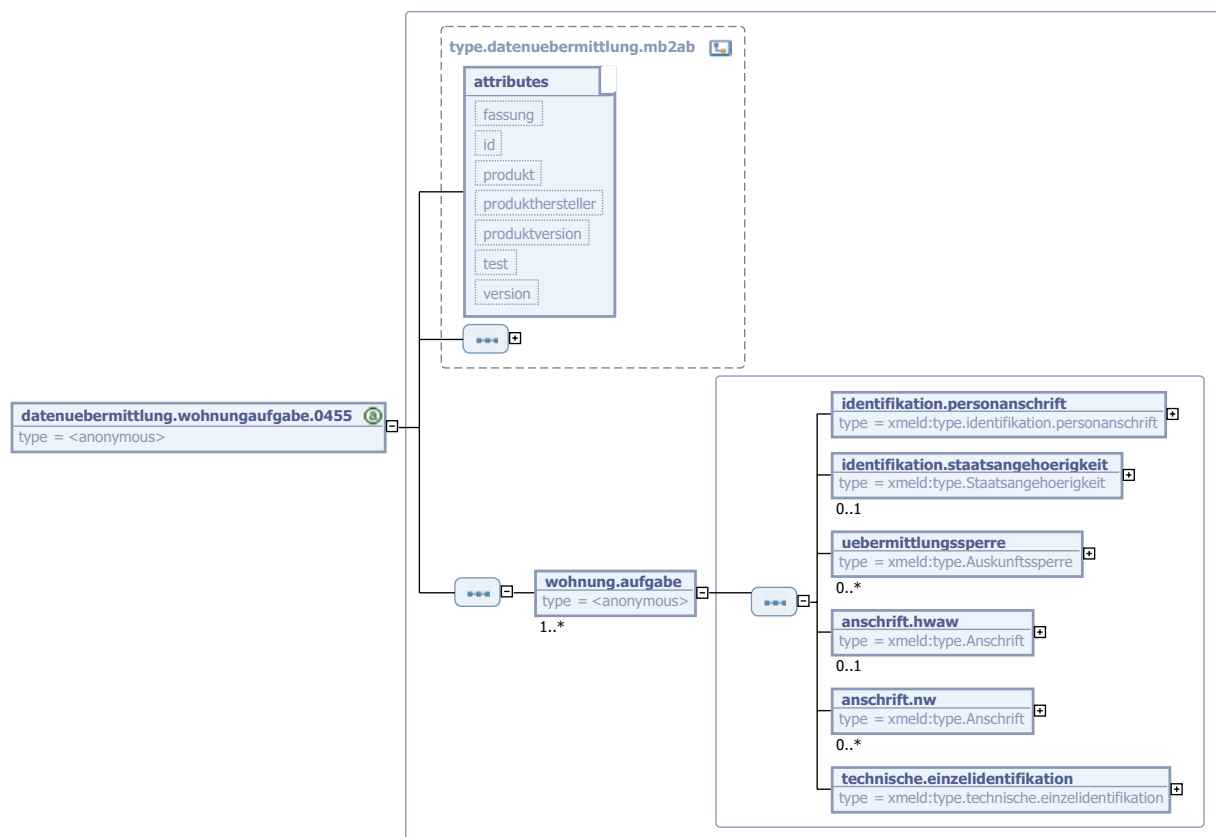 type.datenuebermittlung.mb2ab
attributes
fassung
id
produkt
produkthersteller
produktversion
test
version
datenuebermittlung.wohnungaufgabe.0455
type = <anonymous>
wohnung.aufgabe
type = <anonymous>
1..*
identifikation.personanschrift
type = xmeld:type.identifikation.personanschrift
identifikation.staatsangehoerigkeit
type = xmeld:type.Staatsangehoerigkeit
0..1
uebermittlungssperre
type = xmeld:type.Auskunftssperre
0..*
anschrift.hwaw
type = xmeld:type.Anschrift
0..1
anschrift.nw
type = xmeld:type.Anschrift
0..*
technische.einzelidentifikation
type = xmeld:type.technische.einzelidentifikation